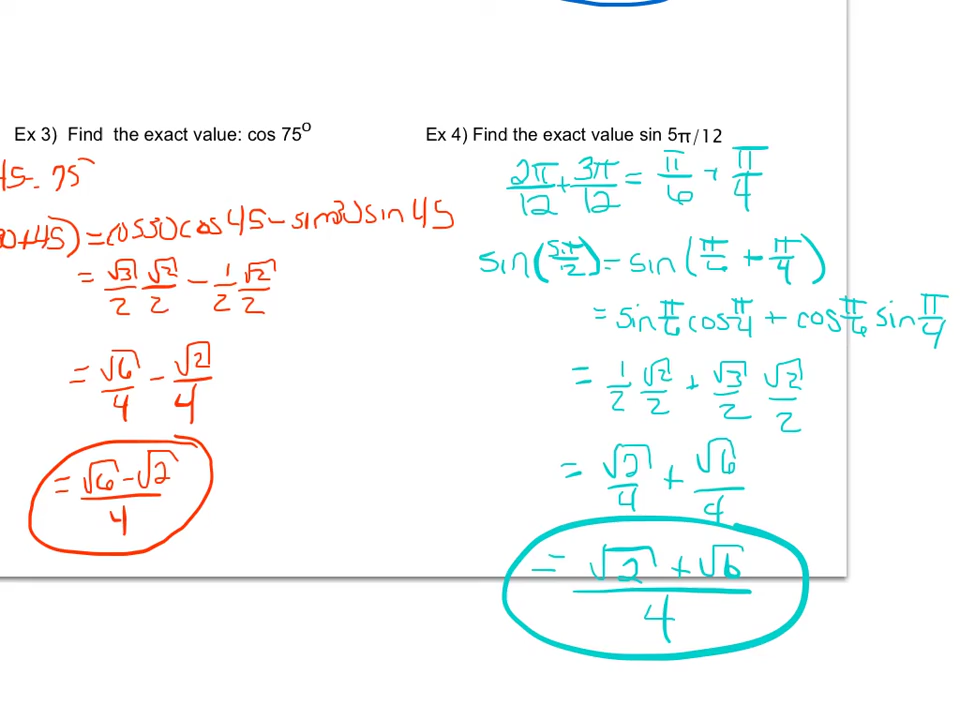 Ex 3) Find the exact value: cos 75°
45 = 75
30+45) = cos30cos45 - sin30sin45
= √3/2 √2/2 - 1/2 √2/2
= √6/4 - √2/4
= (√6 - √2)/4
Ex 4) Find the exact value sin 5π/12
2π/12 + 3π/12 = π/6 + π/4
sin(5π/12) = sin(π/6 + π/4)
= sin π/6 cos π/4 + cos π/6 sin π/4
= 1/2 √2/2 + √3/2 √2/2
= √2/4 + √6/4
= (√2 + √6)/4